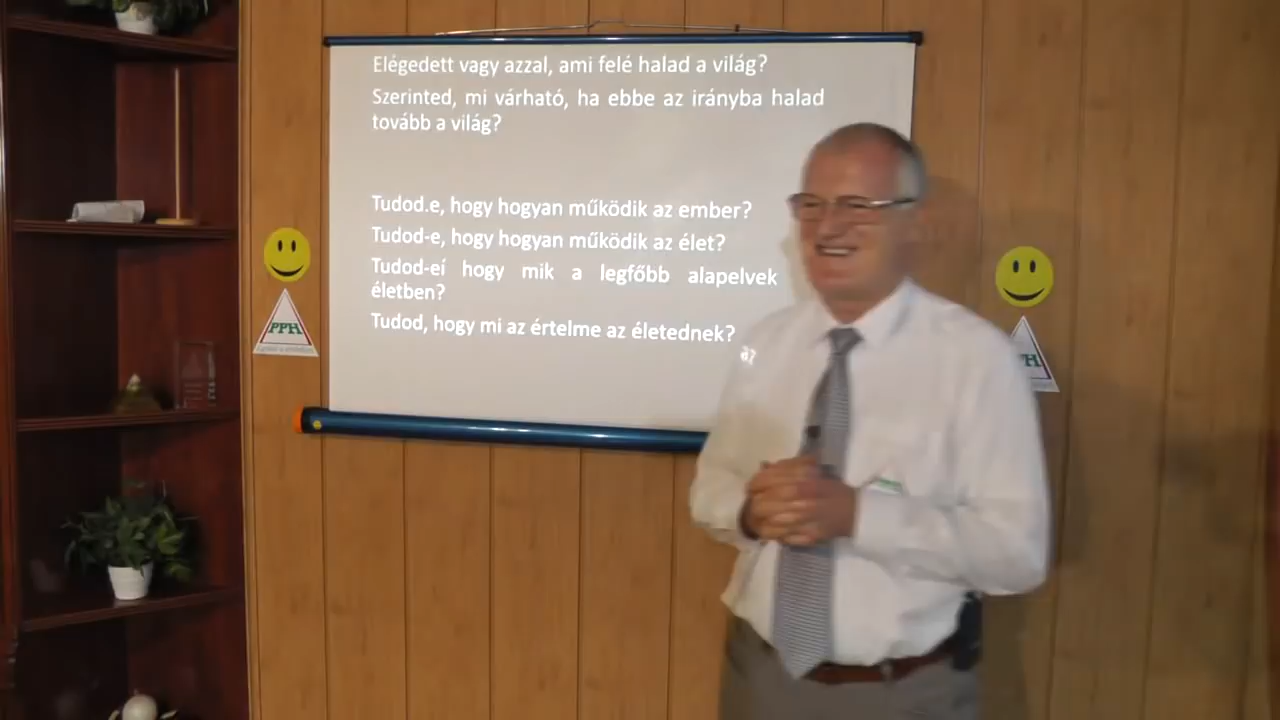 Elégedett vagy azzal, ami felé halad a világ?
Szerinted, mi várható, ha ebbe az irányba halad
tovább a világ?
Tudod.e, hogy hogyan működik az ember?
Tudod-e, hogy hogyan működik az élet?
Tudod-eí hogy mik a legfőbb alapelvek
az
életben?
Tudod, hogy mi az értelme az életednek?
PPH
H
PPH